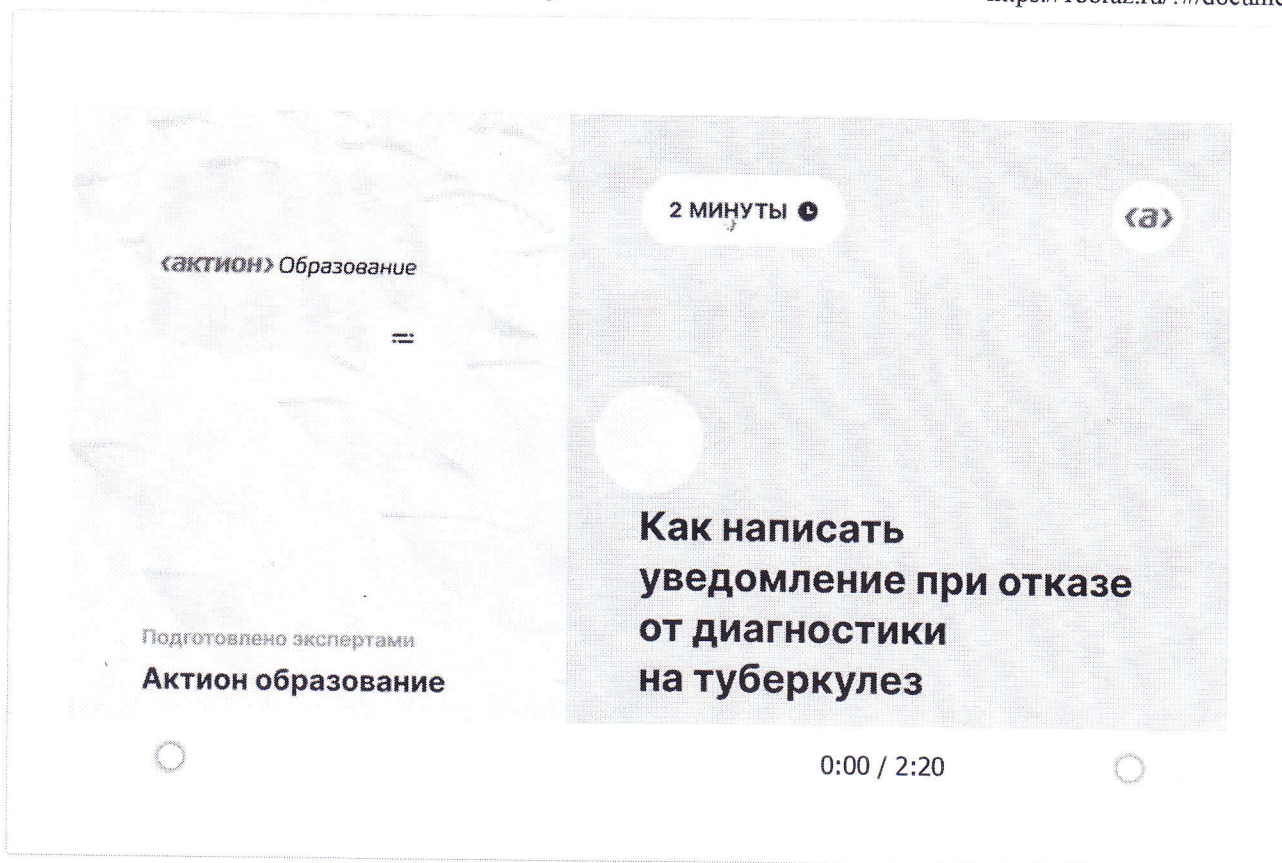 2 МИНУТЫ
‹а›
‹актион› Образование
Как написать
уведомление при отказе
от диагностики
на туберкулез
Подготовлено экспертами
Актион образование
0:00 / 2:20